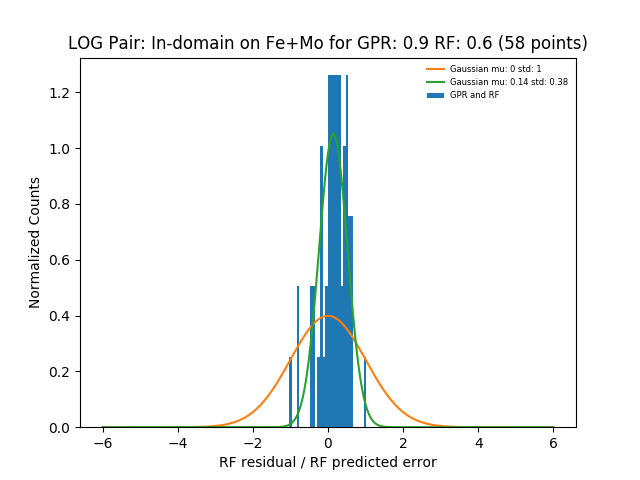 LOG Pair: In-domain on Fe+Mo for GPR: 0.9 RF: 0.6 (58 points)
Gaussian mu: 0 std: 1
Gaussian mu: 0.14 std: 0.38
GPR and RF
Normalized Counts
1.2
1.0
0.8
0.6
0.4
0.2
0.0
−6 −4 −2 0 2 4 6
RF residual / RF predicted error